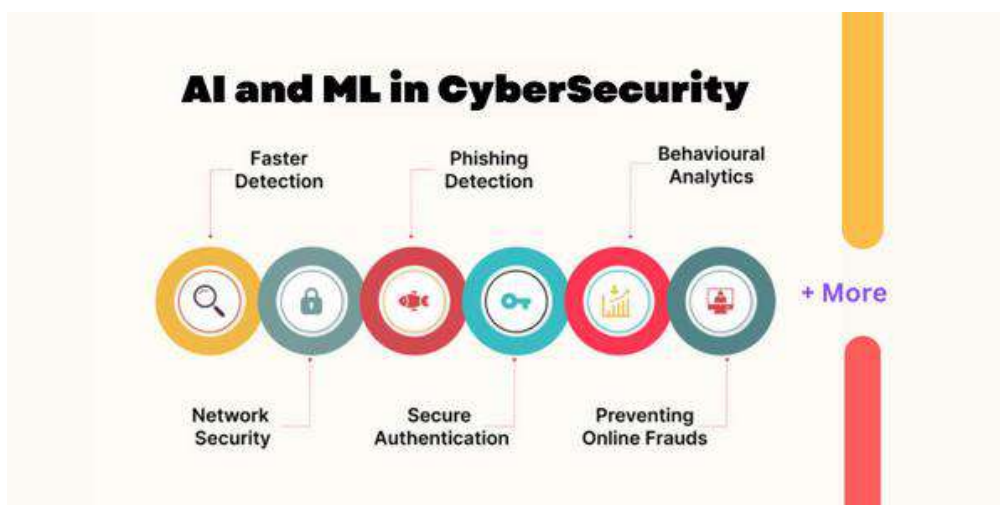 AI and ML in CyberSecurity
Faster
Detection
Phishing
Detection
Behavioural
Analytics
+ More
Network
Security
Secure
Authentication
Preventing
Online Frauds